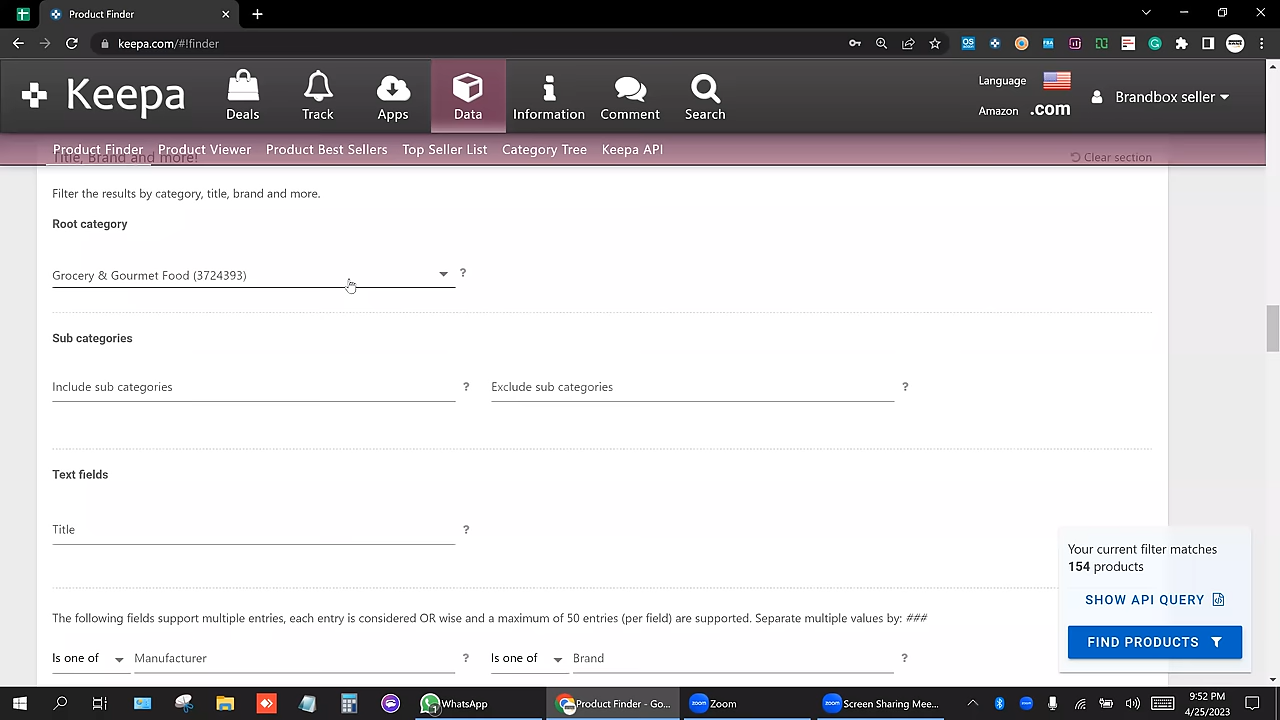 Product Finder
keepa.com/#!finder
Keepa
Deals
Track
Apps
Data
Information
Comment
Search
Language
Amazon .com
Brandbox seller
Product Finder Product Viewer Product Best Sellers Top Seller List Category Tree Keepa API
Title, Brand and more!
Clear section
Filter the results by category, title, brand and more.
Root category
Grocery & Gourmet Food (3724393) ?
Sub categories
Include sub categories ? Exclude sub categories ?
Text fields
Title ?
Your current filter matches
154 products
SHOW API QUERY
FIND PRODUCTS
The following fields support multiple entries, each entry is considered OR wise and a maximum of 50 entries (per field) are supported. Separate multiple values by: ###
Is one of Manufacturer ? Is one of Brand ?
WhatsApp
Product Finder - Go...
Zoom
Screen Sharing Mee...
9:52 PM
4/25/2023